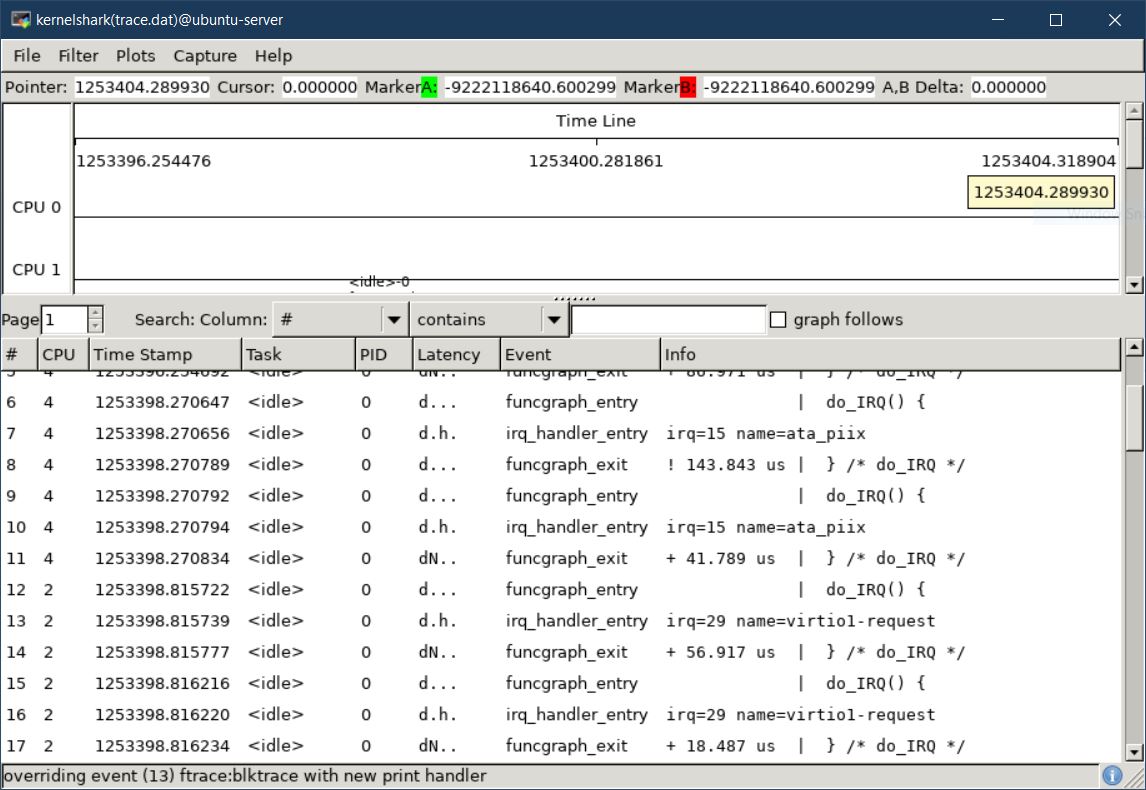 kernelshark(trace.dat)@ubuntu-server
File Filter Plots Capture Help
Pointer: 1253404.289930 Cursor: 0.000000 MarkerA: -9222118640.600299 MarkerB: -9222118640.600299 A,B Delta: 0.000000
Time Line
1253396.254476 1253400.281861 1253404.318904
1253404.289930
CPU 0
Window Sn
CPU 1
<idle>-0
Page 1 Search: Column: # contains graph follows
# CPU Time Stamp Task PID Latency Event Info
5 4 1253396.254692 <idle> 0 dN.. funcgraph_exit + 86.971 us | } /* do_IRQ */
6 4 1253398.270647 <idle> 0 d... funcgraph_entry | do_IRQ() {
7 4 1253398.270656 <idle> 0 d.h. irq_handler_entry irq=15 name=ata_piix
8 4 1253398.270789 <idle> 0 d... funcgraph_exit ! 143.843 us | } /* do_IRQ */
9 4 1253398.270792 <idle> 0 d... funcgraph_entry | do_IRQ() {
10 4 1253398.270794 <idle> 0 d.h. irq_handler_entry irq=15 name=ata_piix
11 4 1253398.270834 <idle> 0 dN.. funcgraph_exit + 41.789 us | } /* do_IRQ */
12 2 1253398.815722 <idle> 0 d... funcgraph_entry | do_IRQ() {
13 2 1253398.815739 <idle> 0 d.h. irq_handler_entry irq=29 name=virtio1-request
14 2 1253398.815777 <idle> 0 dN.. funcgraph_exit + 56.917 us | } /* do_IRQ */
15 2 1253398.816216 <idle> 0 d... funcgraph_entry | do_IRQ() {
16 2 1253398.816220 <idle> 0 d.h. irq_handler_entry irq=29 name=virtio1-request
17 2 1253398.816234 <idle> 0 dN.. funcgraph_exit + 18.487 us | } /* do_IRQ */
overriding event (13) ftrace:blktrace with new print handler